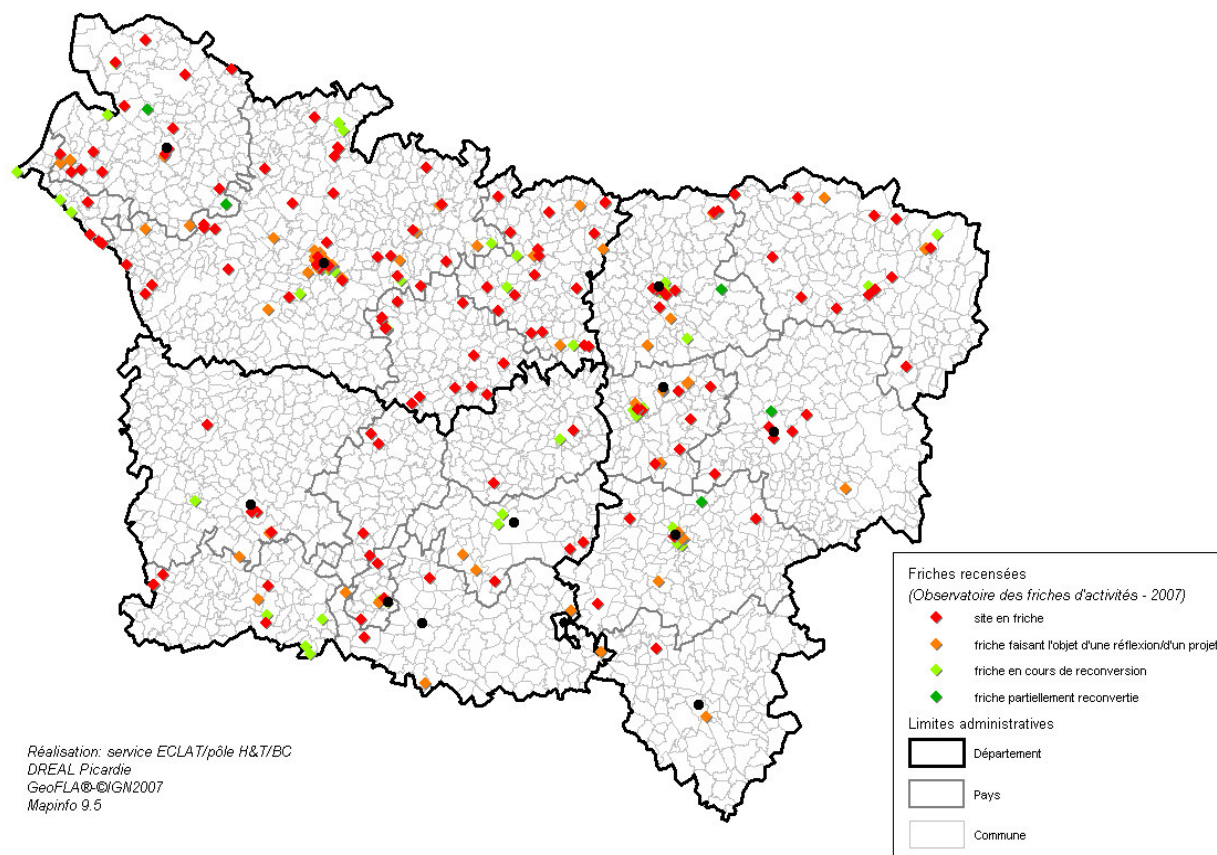 Friches recensées
(Observatoire des friches d'activités - 2007)
site en friche
friche faisant l'objet d'une réflexion/d'un projet
friche en cours de reconversion
friche partiellement reconvertie
Limites administratives
Département
Pays
Commune
Réalisation: service ECLAT/pôle H&T/BC
DREAL Picardie
GeoFLA®-©IGN2007
Mapinfo 9.5